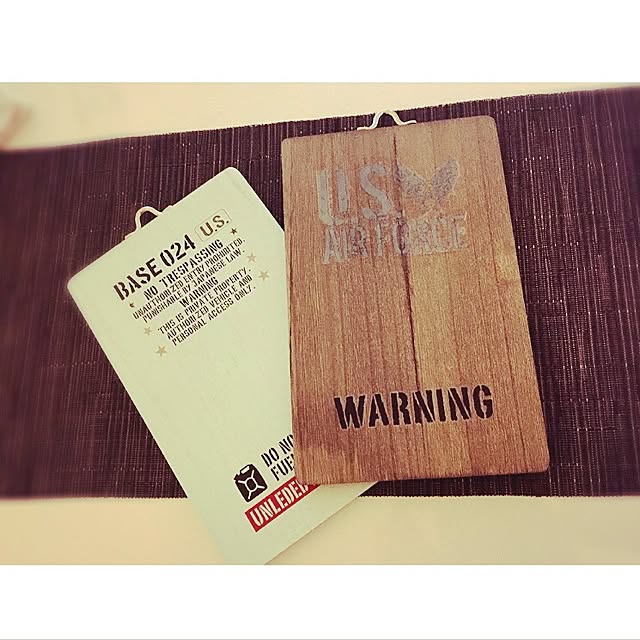 BASE 024 U.S.
NO TRESPASSING
UNAUTHORIZED ENTRY PROHIBITED.
PUNISHABLE BY JAPANESE LAW.
WARNING
THIS IS PRIVATE PROPERTY.
AUTHORIZED VEHICLE AND
PERSONAL ACCESS ONLY.
DO NO
FUE
UNLEDED
US
AIR FORCE
WARNING